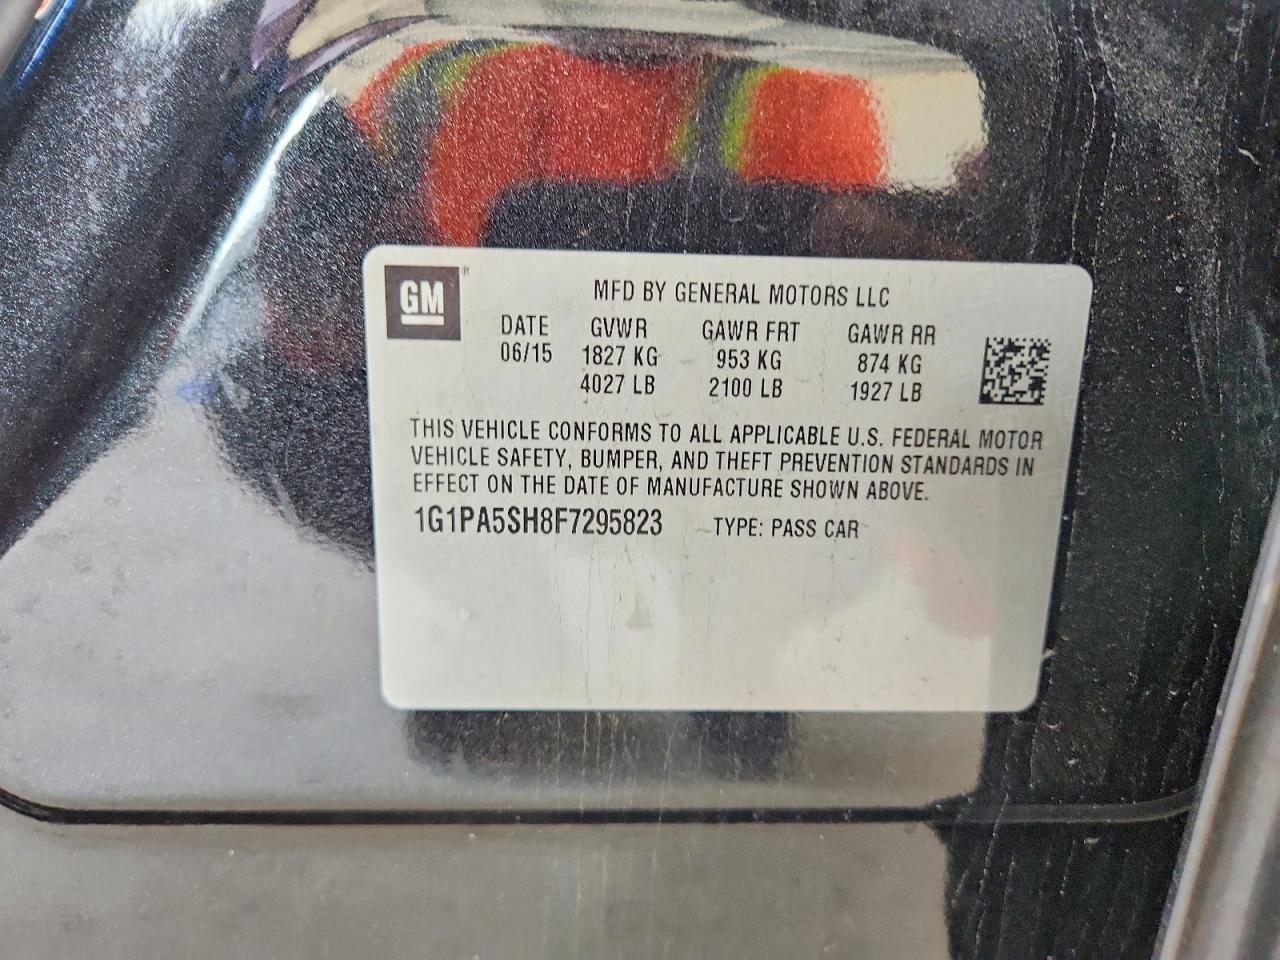 GM ®
MFD BY GENERAL MOTORS LLC
DATE GVWR GAWR FRT GAWR RR
06/15 1827 KG 953 KG 874 KG
4027 LB 2100 LB 1927 LB
THIS VEHICLE CONFORMS TO ALL APPLICABLE U.S. FEDERAL MOTOR
VEHICLE SAFETY, BUMPER, AND THEFT PREVENTION STANDARDS IN
EFFECT ON THE DATE OF MANUFACTURE SHOWN ABOVE.
1G1PA5SH8F7295823 TYPE: PASS CAR